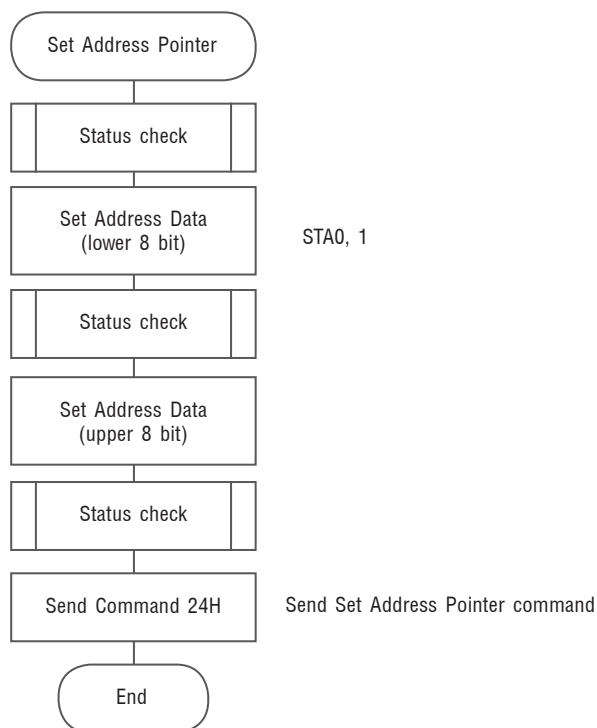 Set Address Pointer
Status check
Set Address Data
(lower 8 bit)
STA0, 1
Status check
Set Address Data
(upper 8 bit)
Status check
Send Command 24H
Send Set Address Pointer command
End